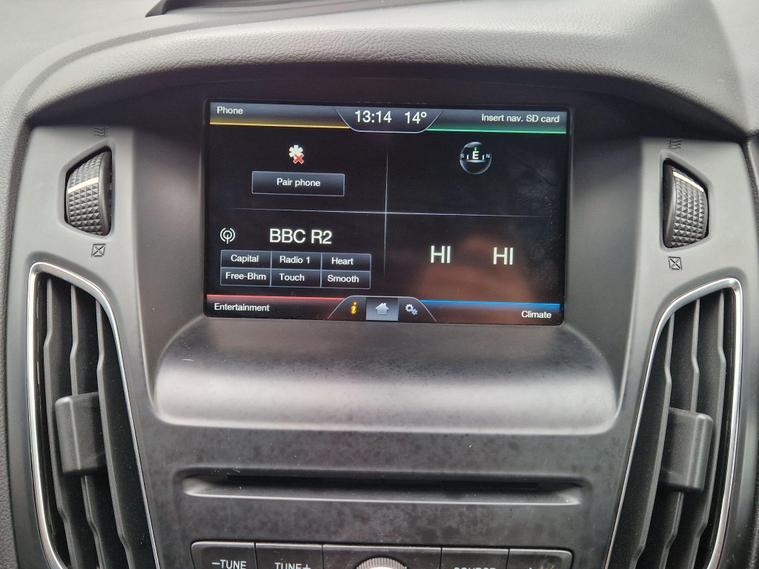 Phone
13:14 14°
Insert nav. SD card
Pair phone
E
BBC R2
Capital Radio 1 Heart
Free-Bhm Touch Smooth
HI HI
Entertainment
Climate
−TUNE TUNE+